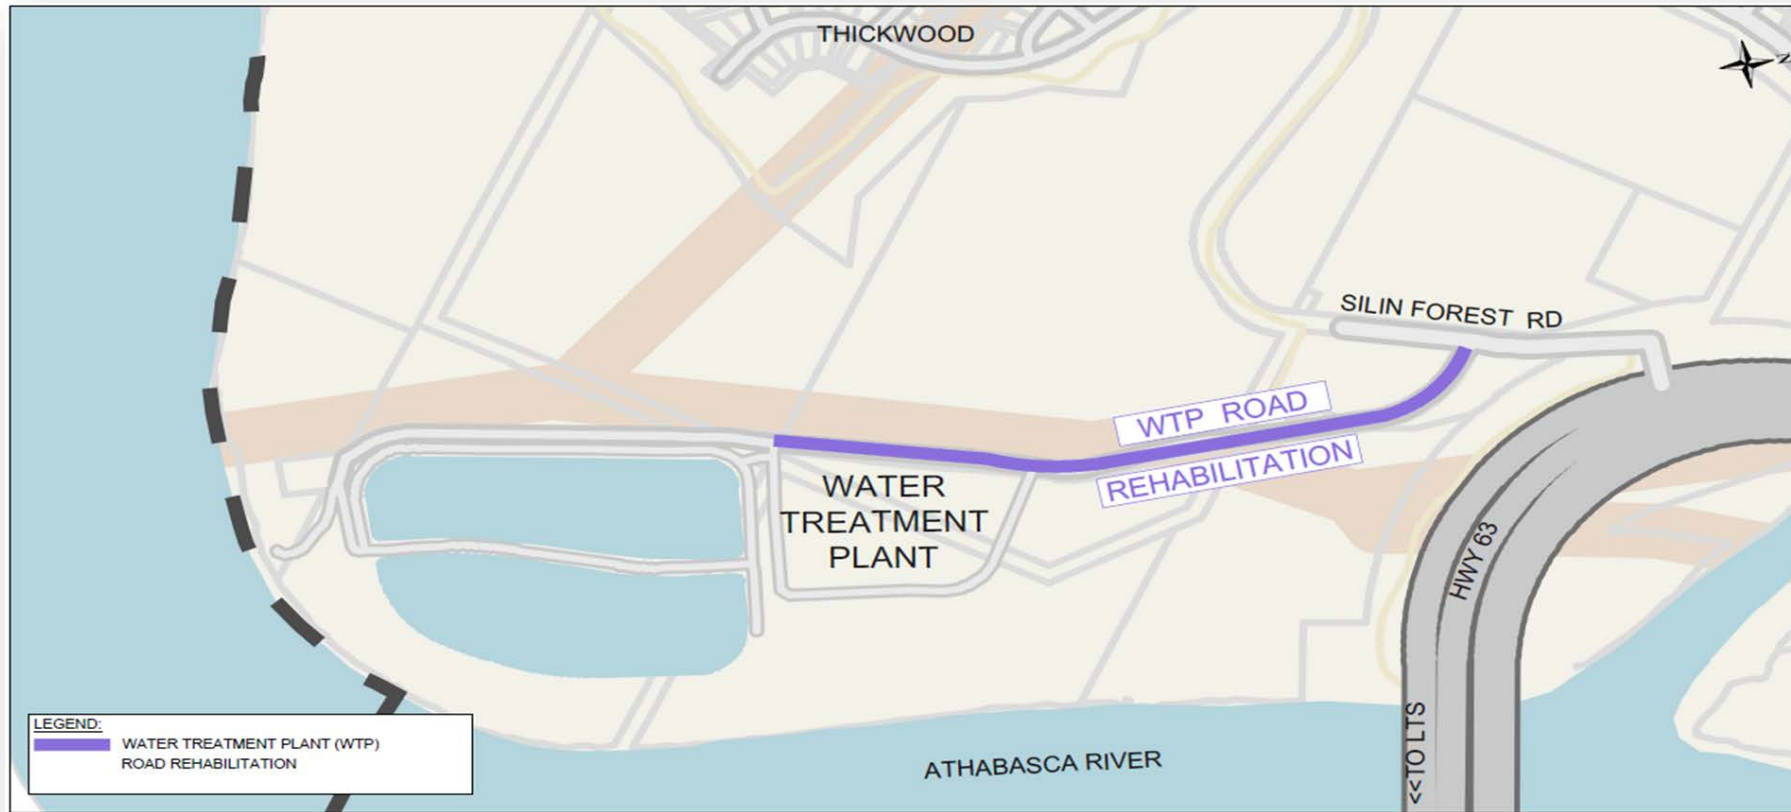 THICKWOOD
N
SILIN FOREST RD
WTP ROAD
REHABILITATION
WATER
TREATMENT
PLANT
HWY 63
<<TO LTS
ATHABASCA RIVER
LEGEND:
WATER TREATMENT PLANT (WTP)
ROAD REHABILITATION